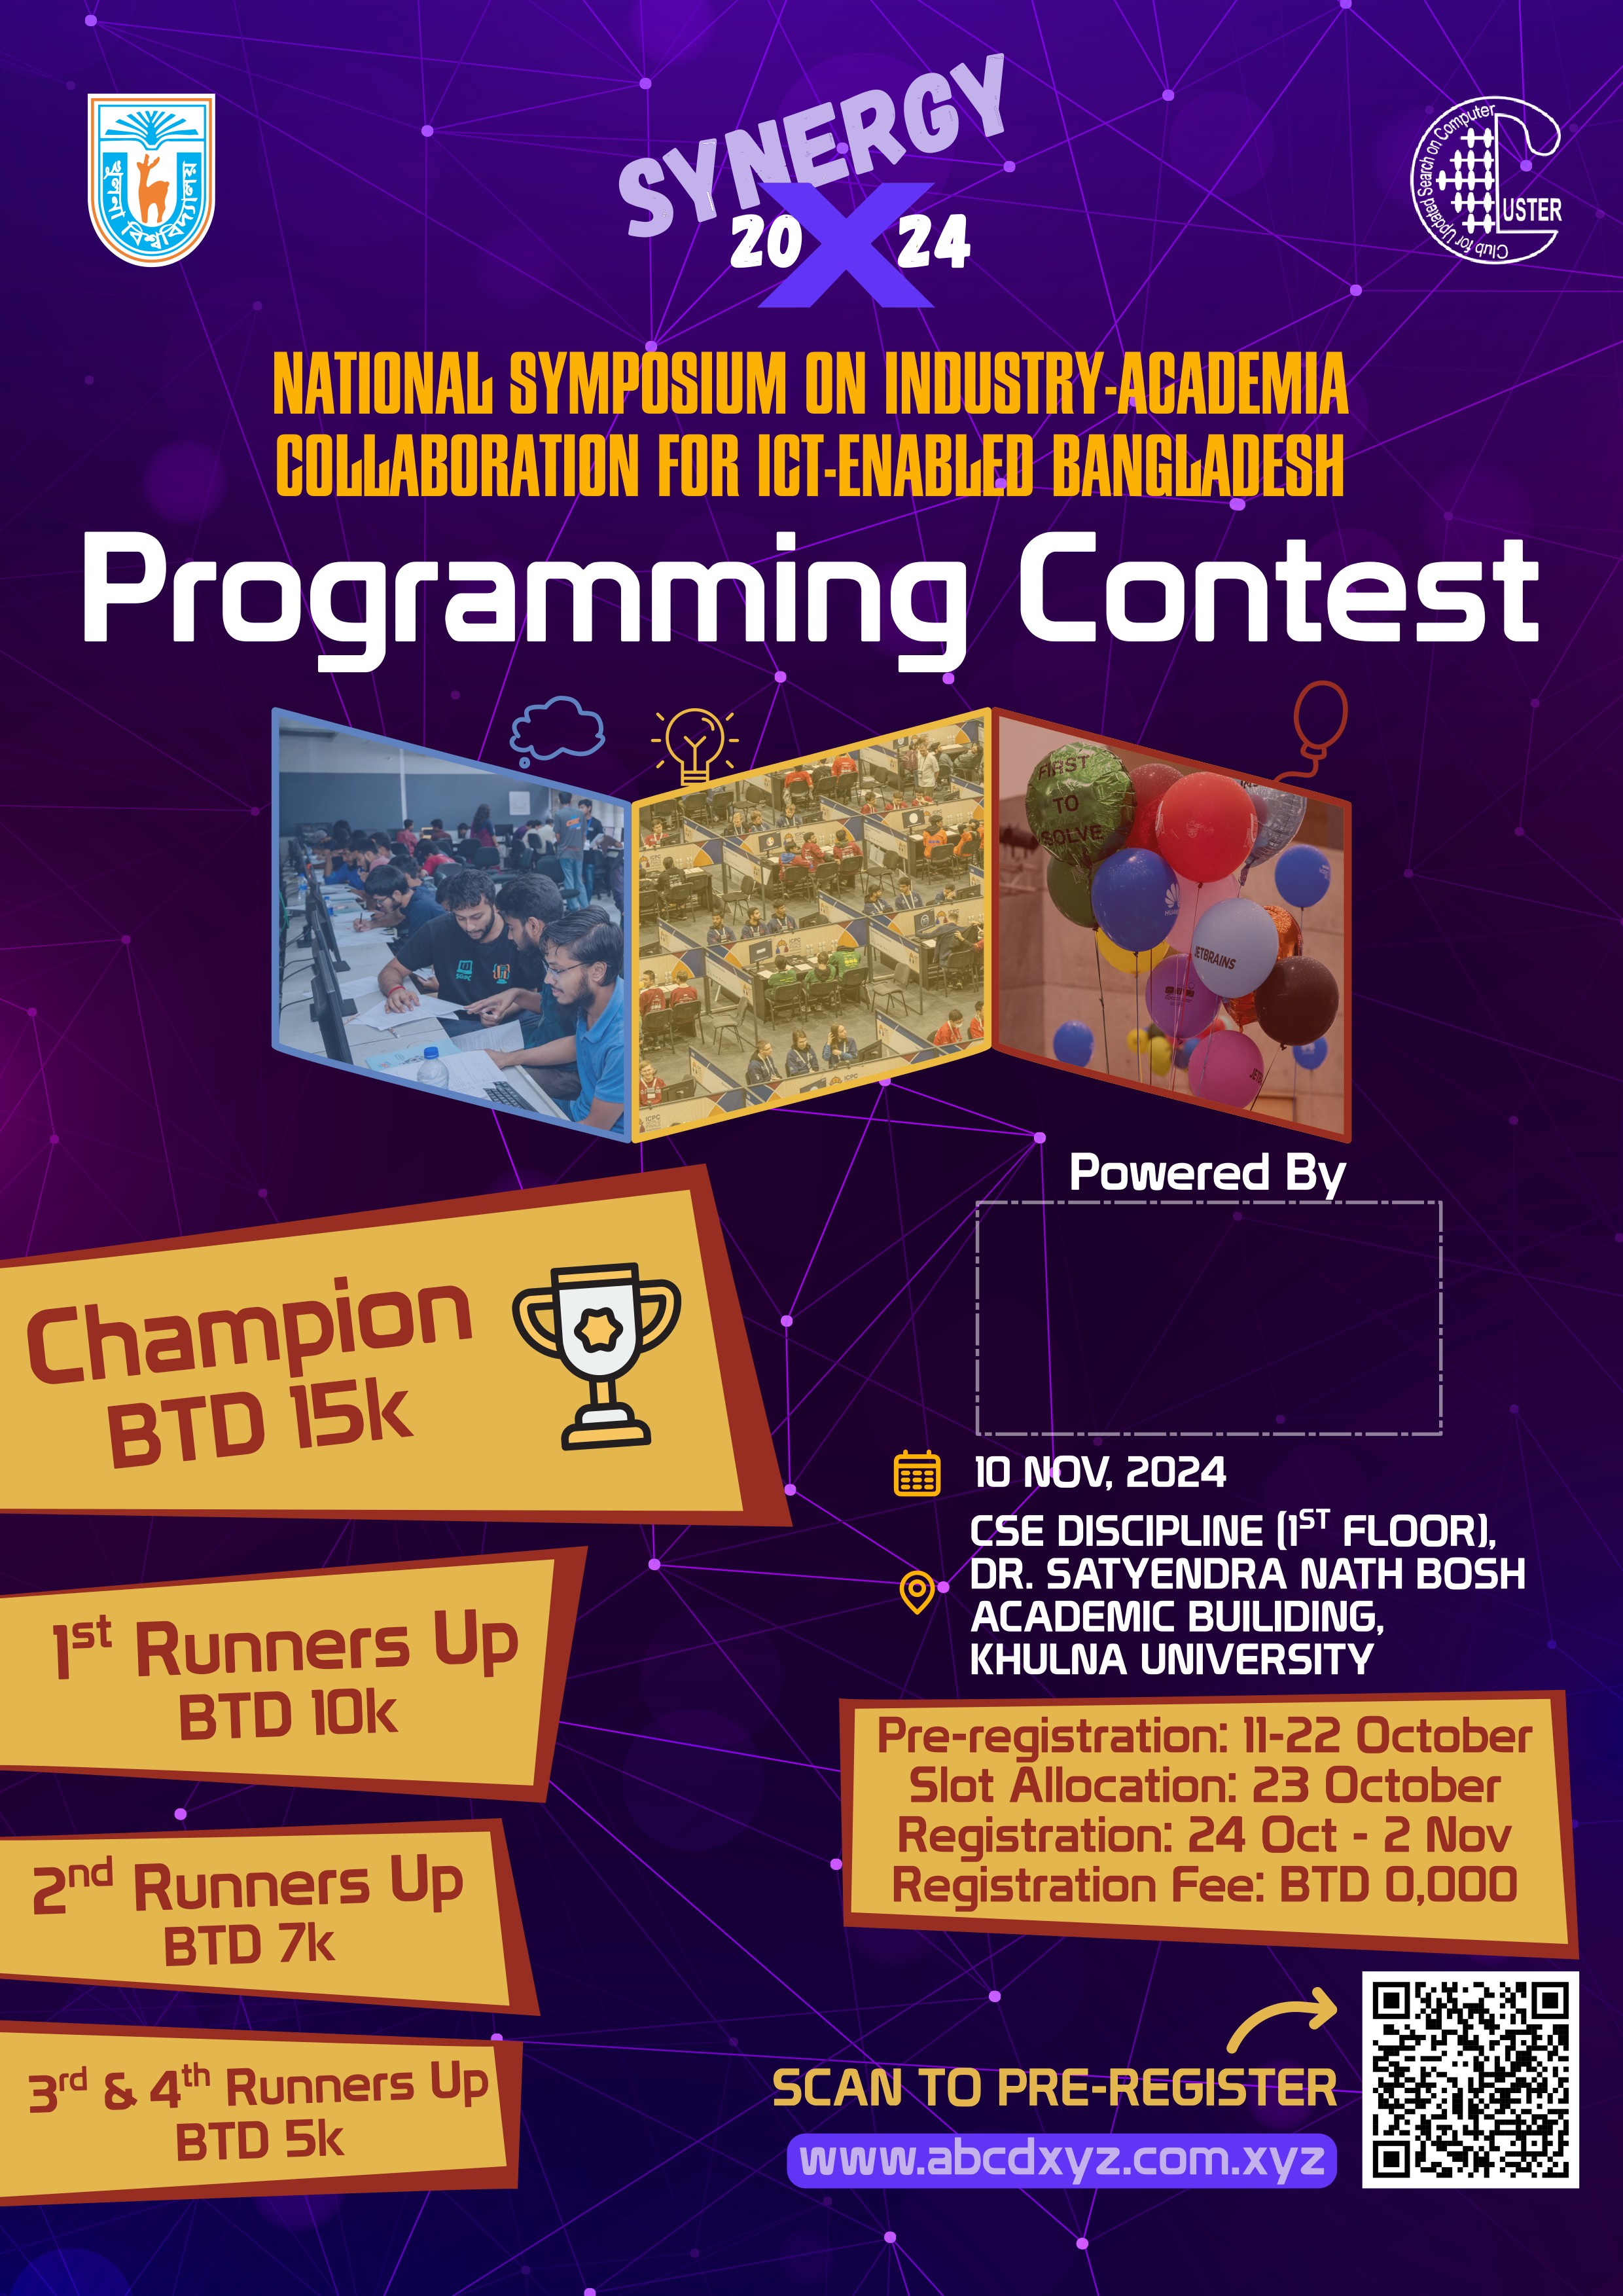 খুলনা বিশ্ববিদ্যালয়
SYNERGY
20 X 24
Club for Updated Search on Computer
CLUSTER
NATIONAL SYMPOSIUM ON INDUSTRY-ACADEMIA
COLLABORATION FOR ICT-ENABLED BANGLADESH
Programming Contest
FIRST
TO
SOLVE
JETBRAINS
Powered By
Champion
BTD 15k
1st Runners Up
BTD 10k
2nd Runners Up
BTD 7k
3rd & 4th Runners Up
BTD 5k
10 NOV, 2024
CSE DISCIPLINE (1ST FLOOR),
DR. SATYENDRA NATH BOSH
ACADEMIC BUILIDING,
KHULNA UNIVERSITY
Pre-registration: 11-22 October
Slot Allocation: 23 October
Registration: 24 Oct - 2 Nov
Registration Fee: BTD 0,000
SCAN TO PRE-REGISTER
www.abcdxyz.com.xyz